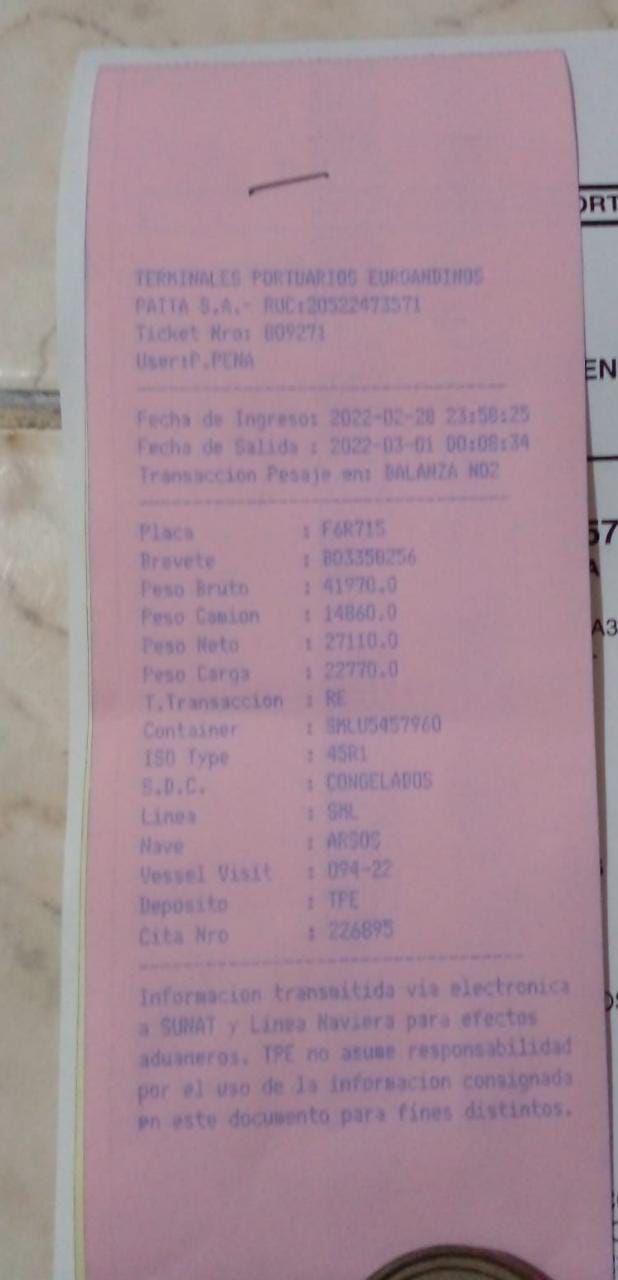 TERMINALES PORTUARIOS EUROANDINOS
PAITA S.A.- RUC:20522473571
Ticket Nro: 809271
User:P.PENA
Fecha de Ingreso: 2022-02-28 23:58:25
Fecha de Salida : 2022-03-01 00:08:34
Transaccion Pesaje en: BALANZA NO2
Placa : F6R715
Brevete : B03358256
Peso Bruto : 41970.0
Peso Camion : 14860.0
Peso Neto : 27110.0
Peso Carga : 22770.0
T.Transaccion : RE
Container : SMLU5457960
ISO Type : 45R1
S.D.C. : CONGELADOS
Linea : SML
Nave : ARSOS
Vessel Visit : 094-22
Deposito : TPE
Cita Nro : 226895
Informacion transmitida via electronica
a SUNAT y Linea Naviera para efectos
aduaneros. TPE no asume responsabilidad
por el uso de la informacion consignada
en este documento para fines distintos.
ORT
EN
57
A
A3